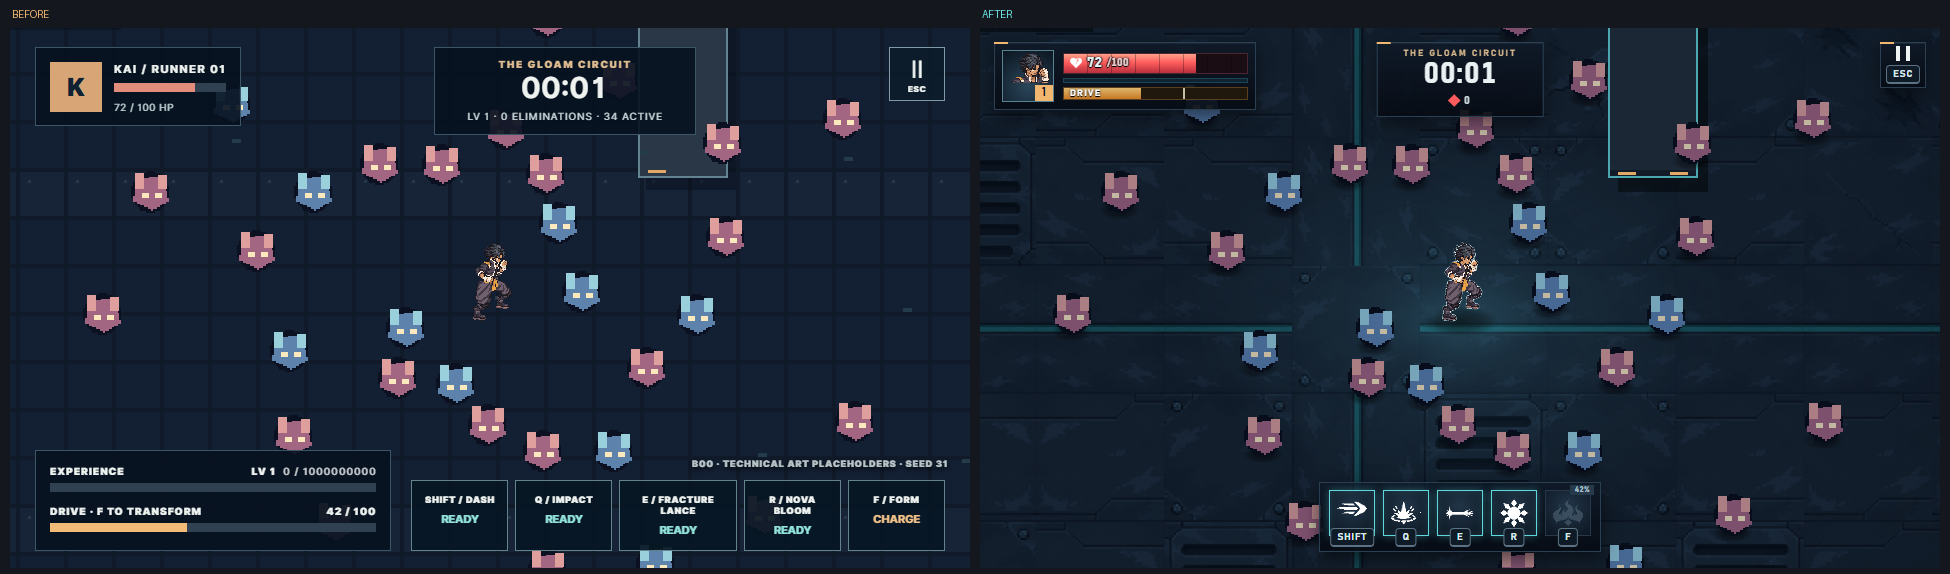 BEFORE
KAI / RUNNER 01
K
72 / 100 HP
THE GLOAM CIRCUIT
00:01
LV 1 · 0 ELIMINATIONS · 34 ACTIVE
ESC
B00 · TECHNICAL ART PLACEHOLDERS · SEED 31
EXPERIENCE
LV 1 0 / 1000000000
DRIVE · F TO TRANSFORM
42 / 100
SHIFT / DASH
READY
Q / IMPACT
READY
E / FRACTURE
LANCE
READY
R / NOVA
BLOOM
READY
F / FORM
CHARGE
AFTER
72 /100
1
DRIVE
THE GLOAM CIRCUIT
00:01
0
ESC
42%
SHIFT
Q
E
R
F